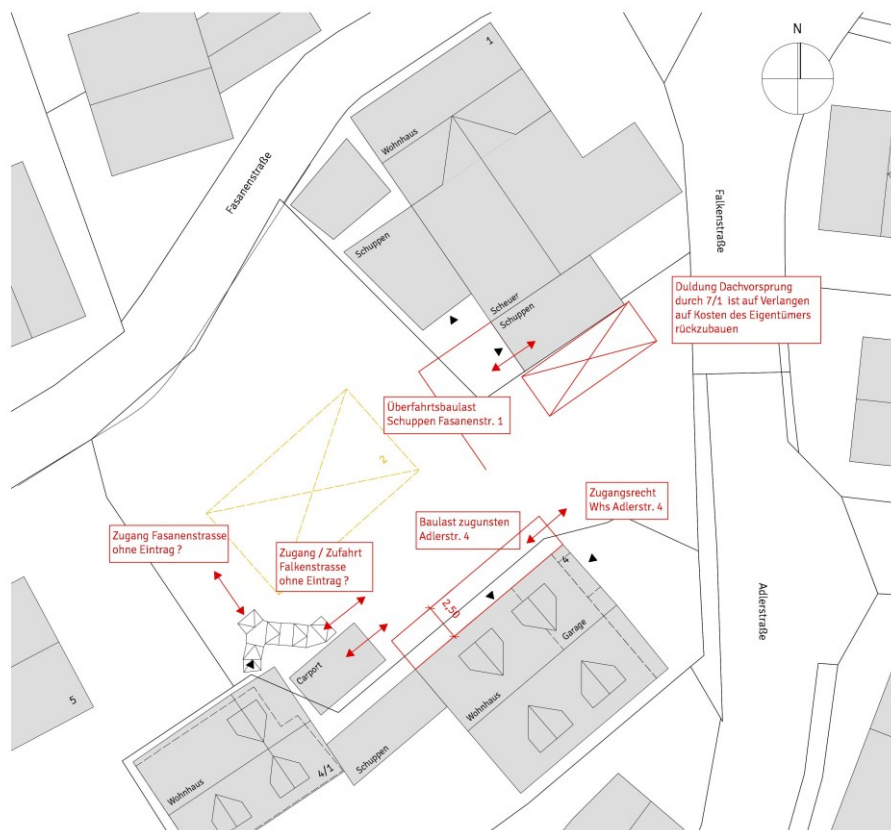 N
1
Wohnhaus
Fasanenstraße
Falkenstraße
Schuppen
Scheuer
Schuppen
Duldung Dachvorsprung
durch 7/1 ist auf Verlangen
auf Kosten des Eigentümers
rückzubauen
Überfahrtsbaulast
Schuppen Fasanenstr. 1
2
Zugangsrecht
Whs Adlerstr. 4
Baulast zugunsten
Adlerstr. 4
Zugang Fasanenstrasse
ohne Eintrag ?
Zugang / Zufahrt
Falkenstrasse
ohne Eintrag ?
4
2,50
Adlerstraße
Garage
Carport
Wohnhaus
5
Schuppen
4/1
Wohnhaus